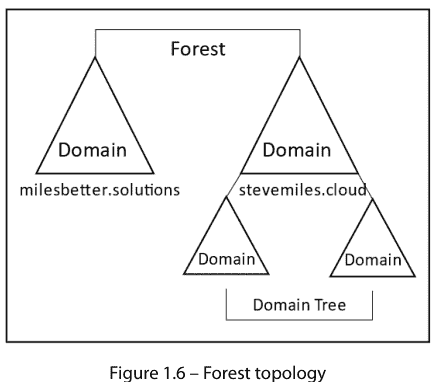 Forest
Domain
Domain
milesbetter.solutions
stevemiles.cloud
Domain
Domain
Domain Tree
Figure 1.6 – Forest topology